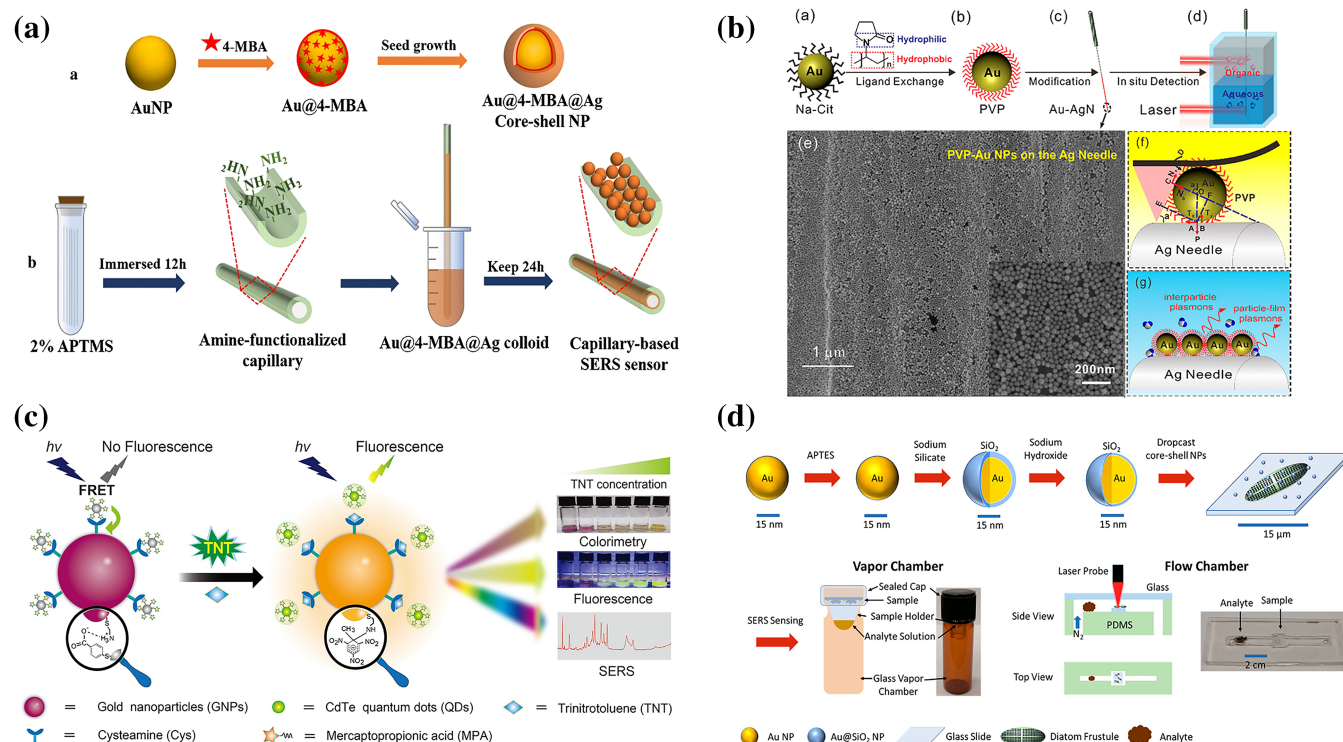 (a)
a
4-MBA
Seed growth
AuNP
Au@4-MBA
Au@4-MBA@Ag
Core-shell NP
b
2HN
NH2
2HN
NH2
NH2
NH2
Immersed 12h
Keep 24h
2% APTMS
Amine-functionalized
capillary
Au@4-MBA@Ag colloid
Capillary-based
SERS sensor
(b)
(a)
(b)
(c)
(d)
N
O
n
Hydrophilic
Hydrophobic
Au
Au
Ligand Exchange
Modification
In situ Detection
Organic
Aqueous
Na-Cit
PVP
Au-AgN
Laser
(e)
PVP-Au NPs on the Ag Needle
1 μm
200nm
(f)
Au
PVP
A
B
P
Ag Needle
(g)
interparticle
plasmons
particle-film
plasmons
Au
Au
Au
Au
Ag Needle
(c)
hv
No Fluorescence
FRET
hv
Fluorescence
TNT
TNT concentration
Colorimetry
Fluorescence
SERS
= Gold nanoparticles (GNPs)
= CdTe quantum dots (QDs)
= Trinitrotoluene (TNT)
= Cysteamine (Cys)
= Mercaptopropionic acid (MPA)
(d)
APTES
Sodium
Silicate
SiO2
Sodium
Hydroxide
SiO2
Dropcast
core-shell NPs
Au
Au
Au
Au
15 nm
15 nm
15 nm
15 nm
15 μm
SERS Sensing
Vapor Chamber
Sealed Cap
Sample
Sample Holder
Analyte Solution
Glass Vapor
Chamber
Flow Chamber
Laser Probe
Glass
Side View
N2
PDMS
Top View
Analyte
Sample
2 cm
Au NP
Au@SiO2 NP
Glass Slide
Diatom Frustule
Analyte